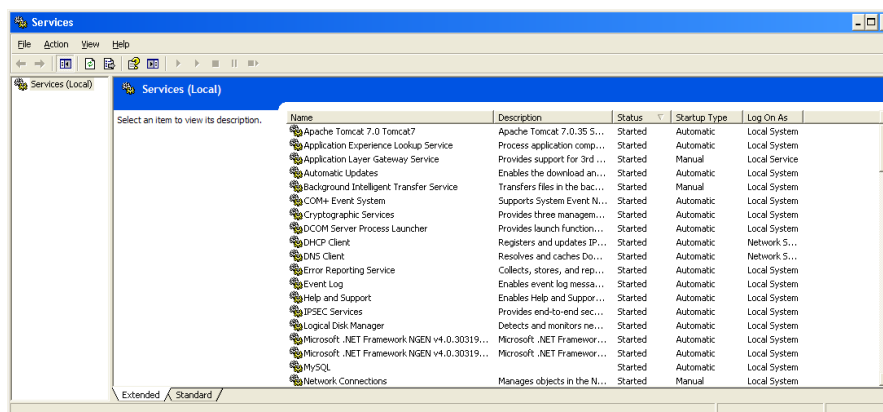 Services
File Action View Help
Services (Local)
Services (Local)
Select an item to view its description.
Name Description Status Startup Type Log On As
Apache Tomcat 7.0 Tomcat7 Apache Tomcat 7.0.35 S... Started Automatic Local System
Application Experience Lookup Service Process application comp... Started Automatic Local System
Application Layer Gateway Service Provides support for 3rd ... Started Manual Local Service
Automatic Updates Enables the download an... Started Automatic Local System
Background Intelligent Transfer Service Transfers files in the bac... Started Manual Local System
COM+ Event System Supports System Event N... Started Automatic Local System
Cryptographic Services Provides three managem... Started Automatic Local System
DCOM Server Process Launcher Provides launch function... Started Automatic Local System
DHCP Client Registers and updates IP... Started Automatic Network S...
DNS Client Resolves and caches Do... Started Automatic Network S...
Error Reporting Service Collects, stores, and rep... Started Automatic Local System
Event Log Enables event log messa... Started Automatic Local System
Help and Support Enables Help and Suppor... Started Automatic Local System
IPSEC Services Provides end-to-end sec... Started Automatic Local System
Logical Disk Manager Detects and monitors ne... Started Automatic Local System
Microsoft .NET Framework NGEN v4.0.30319... Microsoft .NET Framewor... Started Automatic Local System
Microsoft .NET Framework NGEN v4.0.30319... Microsoft .NET Framewor... Started Automatic Local System
MySQL Started Automatic Local System
Network Connections Manages objects in the N... Started Manual Local System
Extended Standard